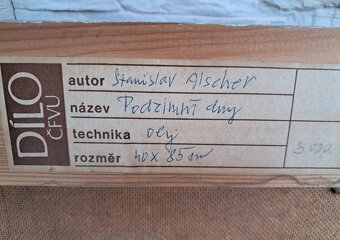 DÍLO
ČFVU
autor Stanislav Alscher
název Podzimní dny
technika olej
rozměr 40 x 85 cm
3.000